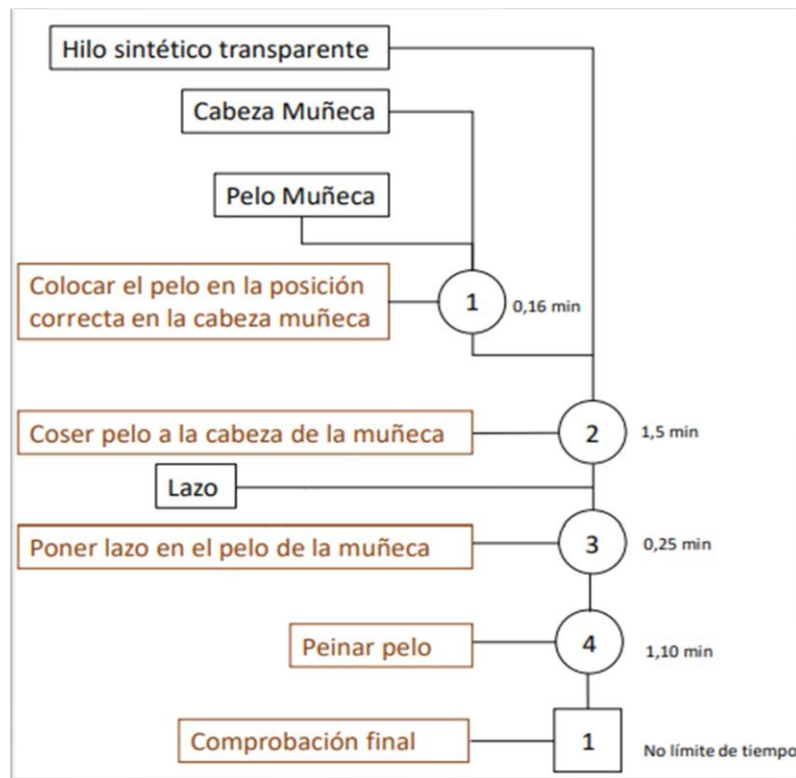 Hilo sintético transparente
Cabeza Muñeca
Pelo Muñeca
Colocar el pelo en la posición
correcta en la cabeza muñeca
1
0,16 min
Coser pelo a la cabeza de la muñeca
2
1,5 min
Lazo
Poner lazo en el pelo de la muñeca
3
0,25 min
Peinar pelo
4
1,10 min
Comprobación final
1
No límite de tiempo